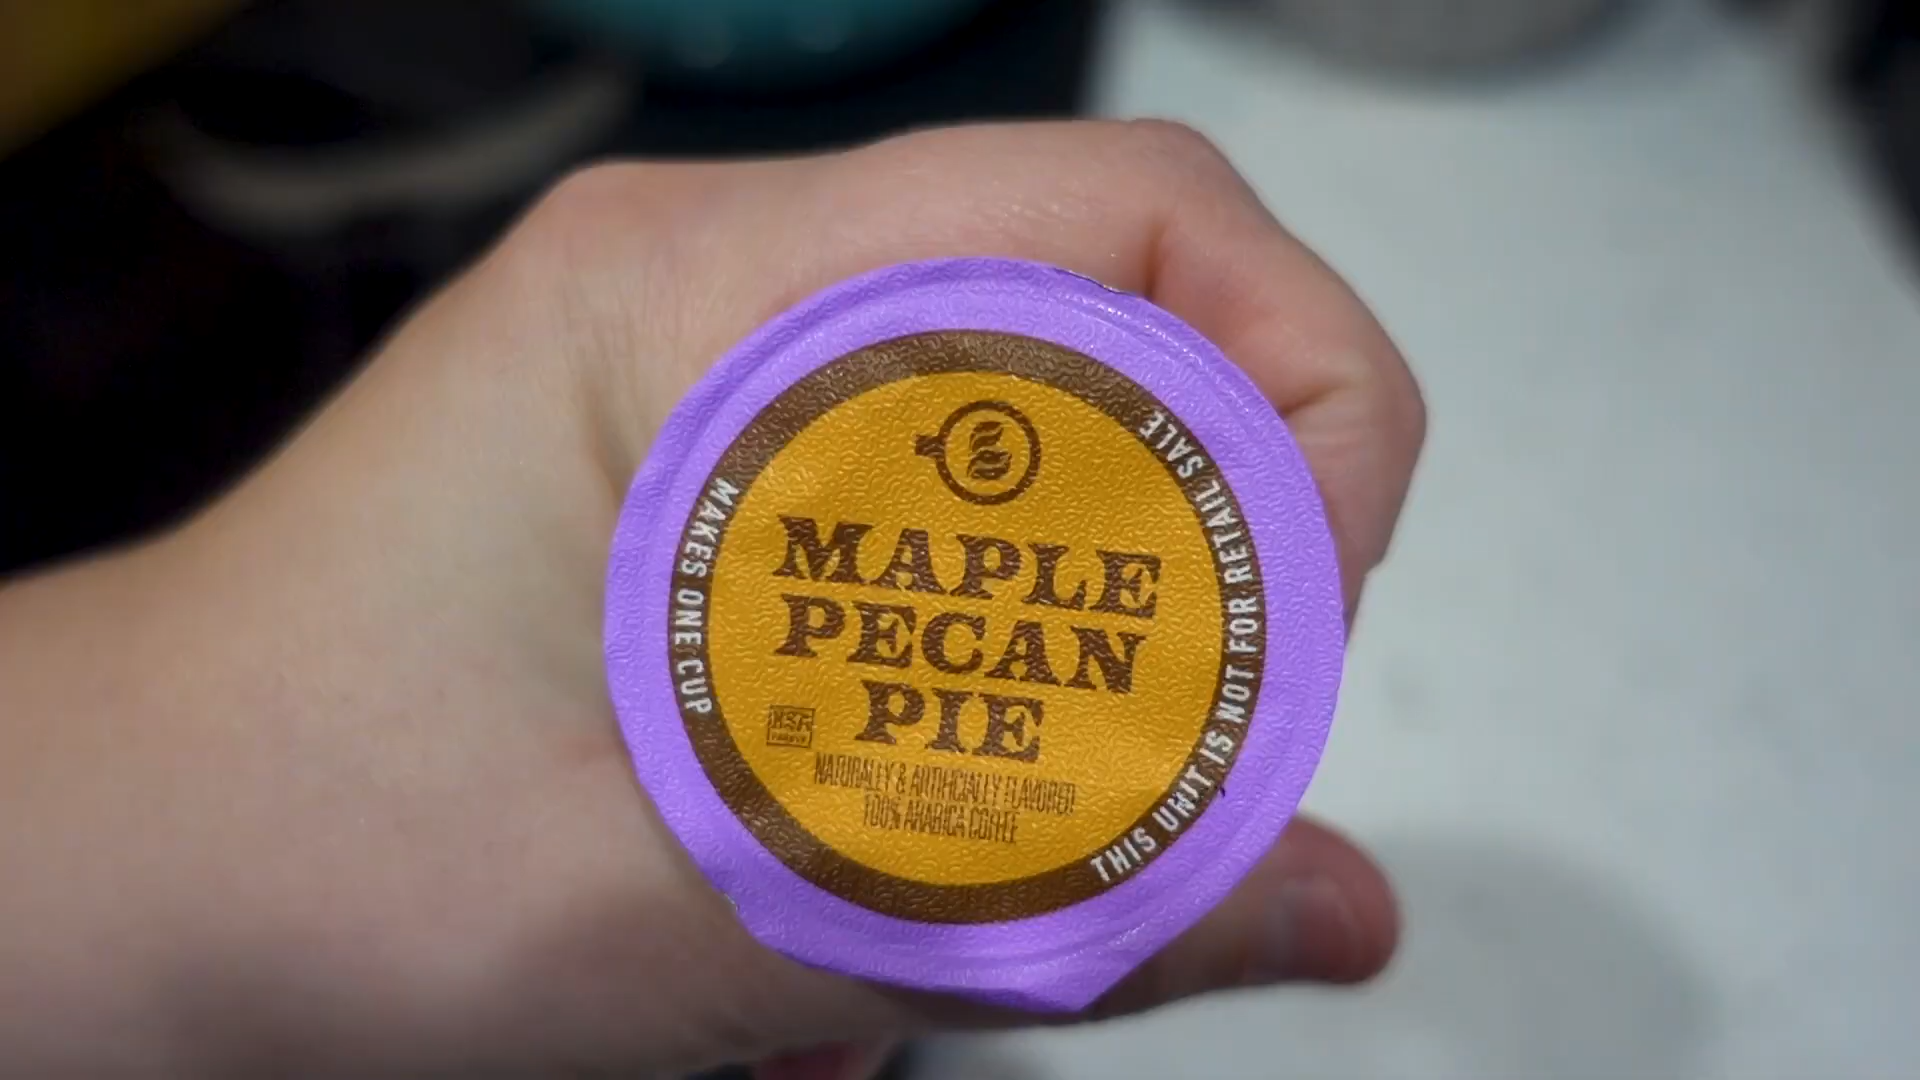 MAPLE
PECAN
PIE
NATURALLY & ARTIFICIALLY FLAVORED
100% ARABICA COFFEE
MAKES ONE CUP
THIS UNIT IS NOT FOR RETAIL SALE